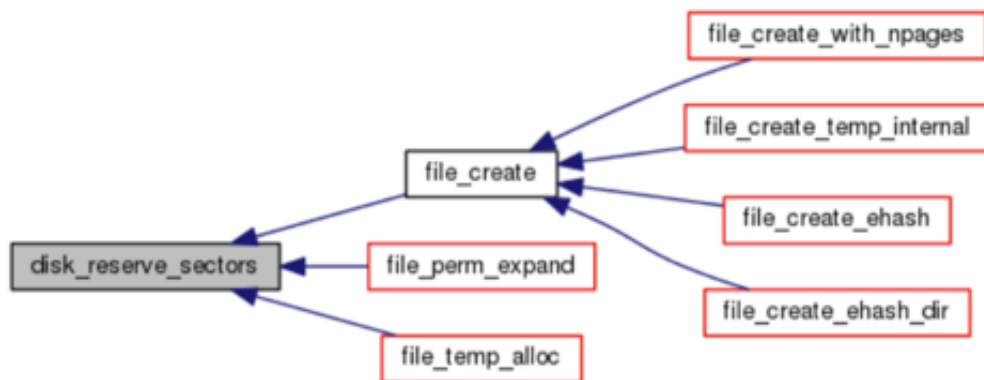 file_create_with_npages
file_create_temp_internal
file_create
file_create_ehash
disk_reserve_sectors
file_perm_expand
file_create_ehash_dir
file_temp_alloc